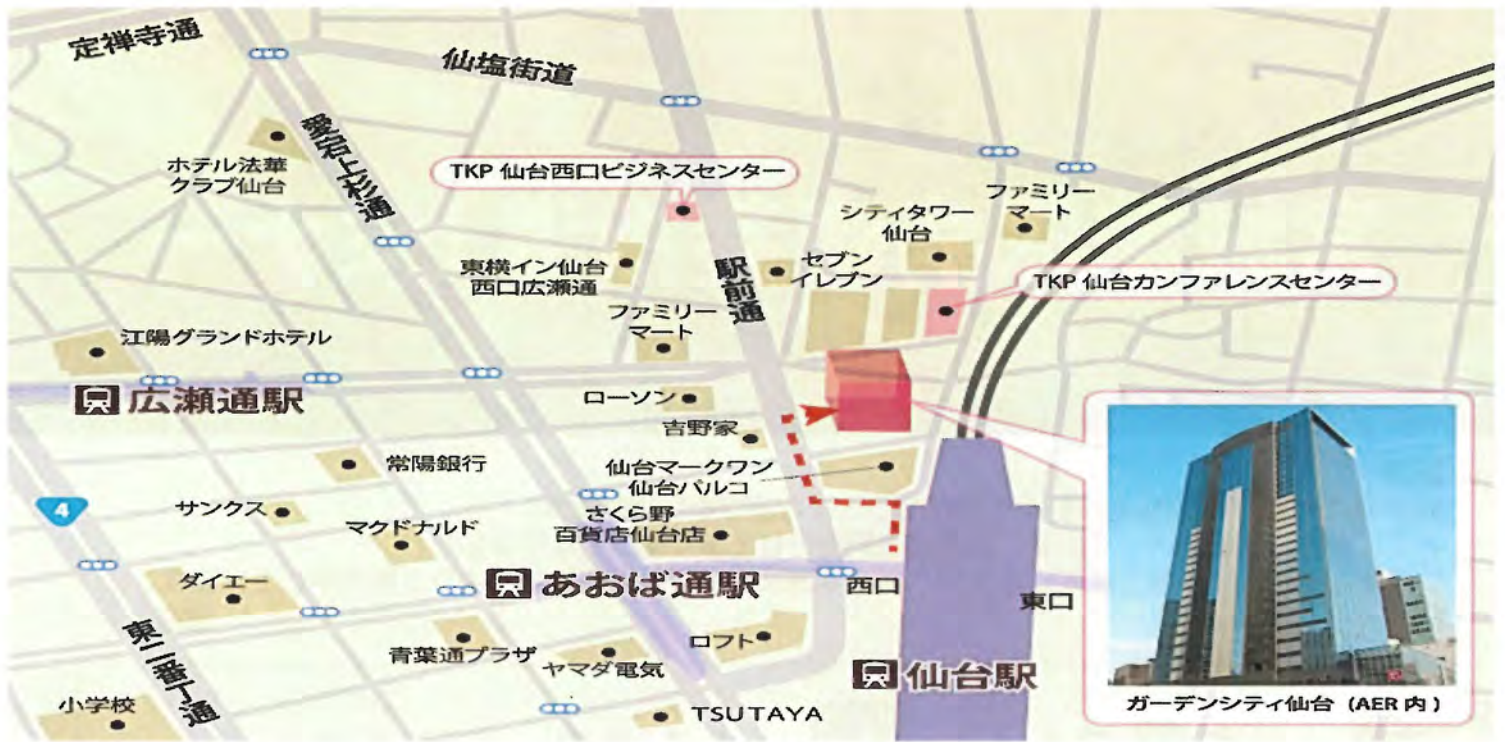 定禅寺通
仙塩街道
愛宕上杉通
ホテル法華
クラブ仙台
TKP 仙台西口ビジネスセンター
ファミリー
マート
シティタワー
仙台
東横イン仙台
西口広瀬通
駅前通
セブン
イレブン
TKP 仙台カンファレンスセンター
ファミリー
マート
江陽グランドホテル
広瀬通駅
ローソン
吉野家
常陽銀行
仙台マークワン
仙台パルコ
4
サンクス
マクドナルド
さくら野
百貨店仙台店
ダイエー
あおば通駅
西口
東口
東二番丁通
青葉通プラザ
ヤマダ電気
ロフト
仙台駅
小学校
TSUTAYA
ガーデンシティ仙台（AER 内）